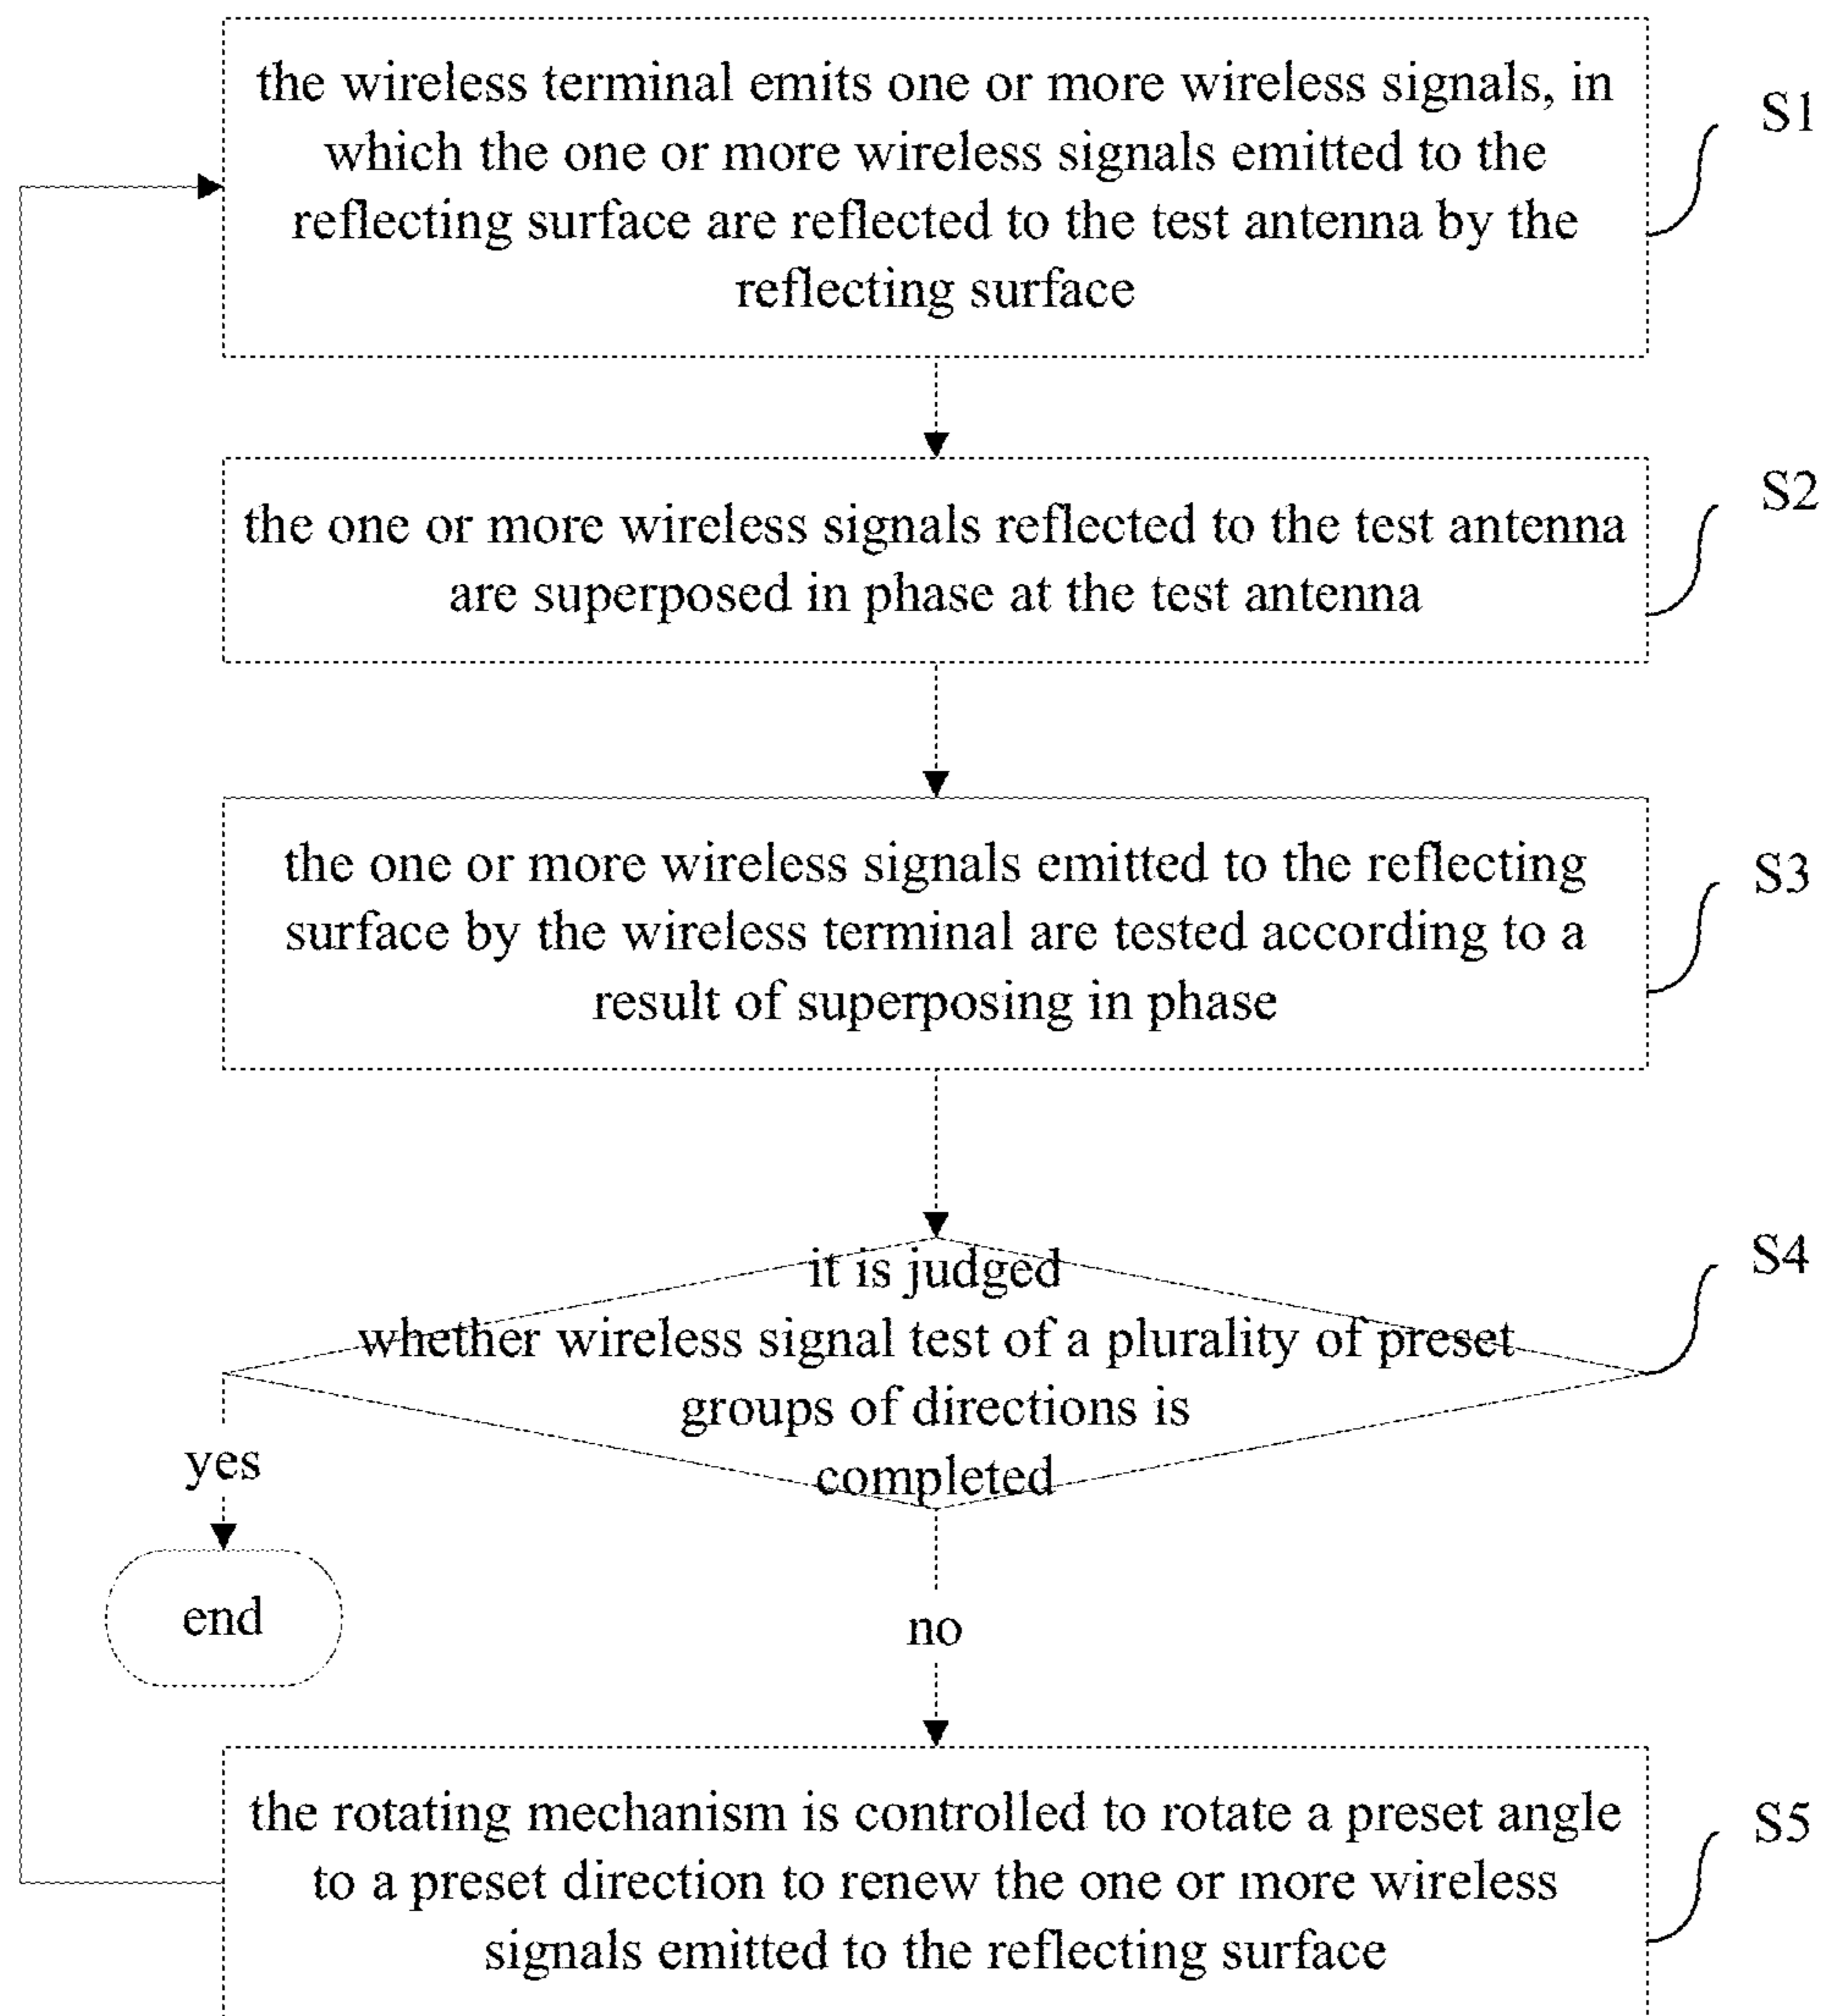 the wireless terminal emits one or more wireless signals, in
which the one or more wireless signals emitted to the
reflecting surface are reflected to the test antenna by the
reflecting surface
S1
the one or more wireless signals reflected to the test antenna
are superposed in phase at the test antenna
S2
the one or more wireless signals emitted to the reflecting
surface by the wireless terminal are tested according to a
result of superposing in phase
S3
it is judged
whether wireless signal test of a plurality of preset
groups of directions is
completed
S4
yes
end
no
the rotating mechanism is controlled to rotate a preset angle
to a preset direction to renew the one or more wireless
signals emitted to the reflecting surface
S5